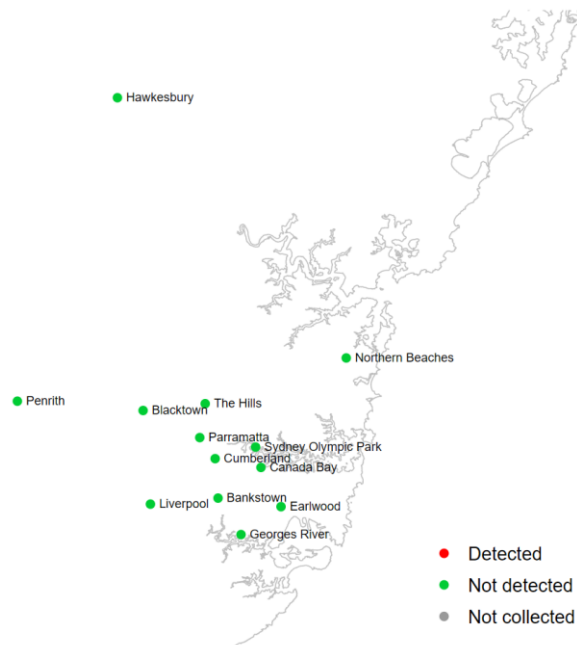 Hawkesbury
Northern Beaches
Penrith
The Hills
Blacktown
Parramatta
Sydney Olympic Park
Cumberland
Canada Bay
Bankstown
Liverpool
Earlwood
Georges River
Detected
Not detected
Not collected